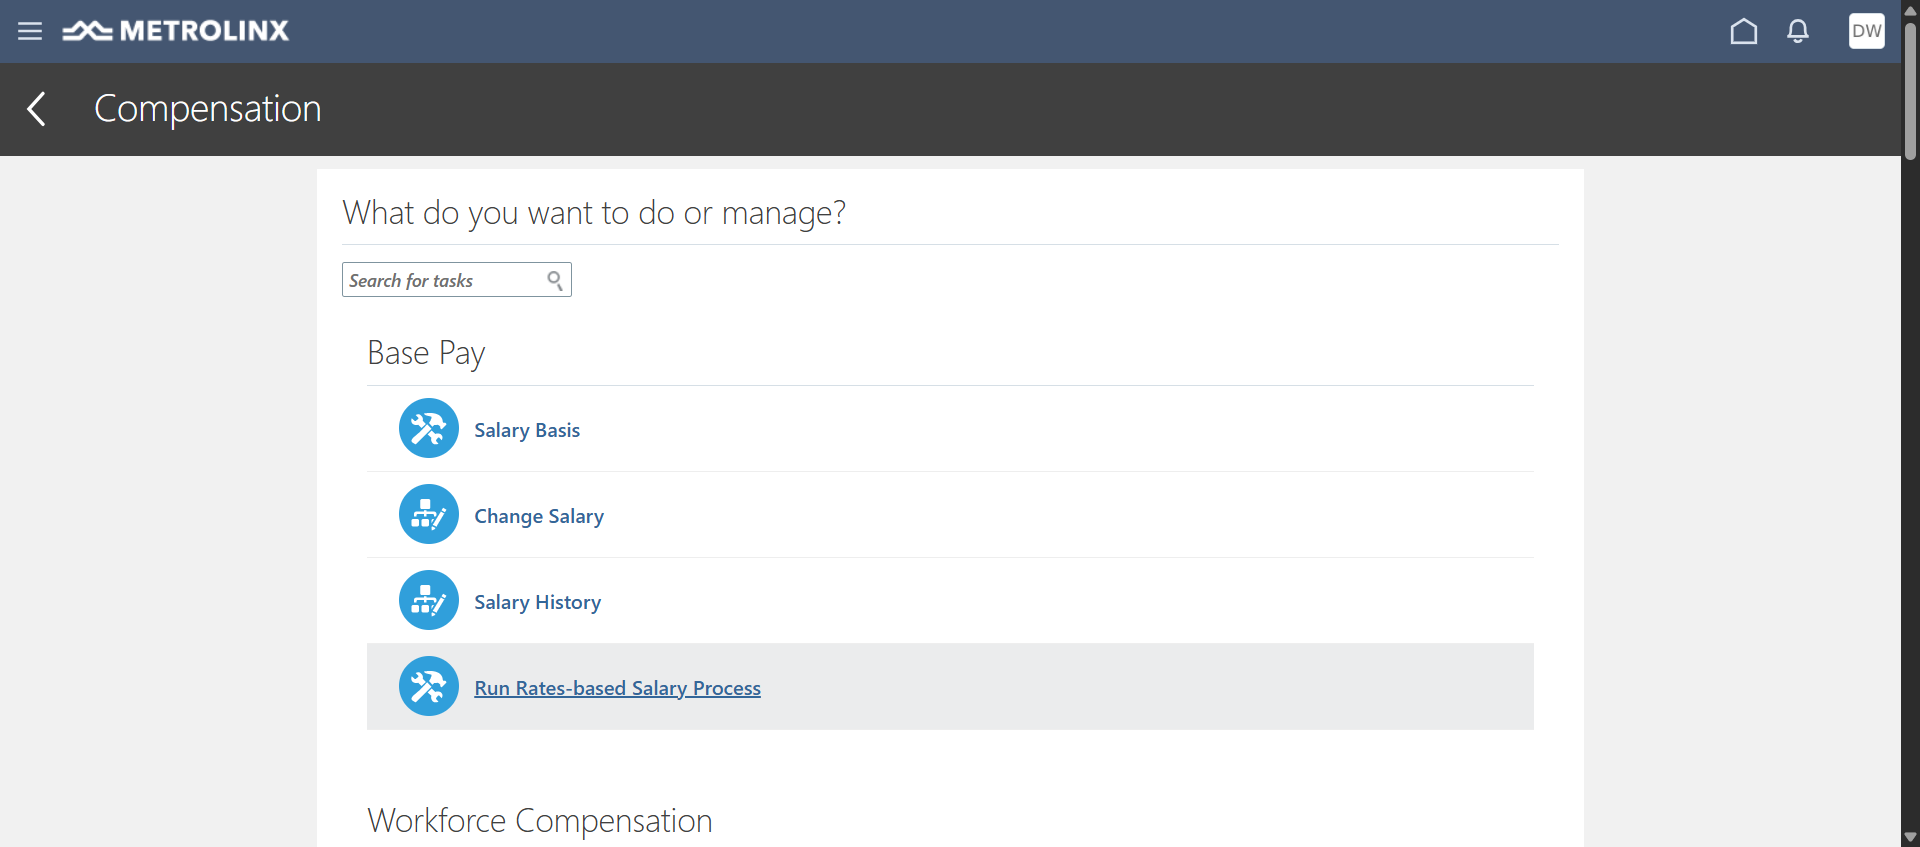 METROLINX
DW
Compensation
What do you want to do or manage?
Search for tasks
Base Pay
Salary Basis
Change Salary
Salary History
Run Rates-based Salary Process
Workforce Compensation